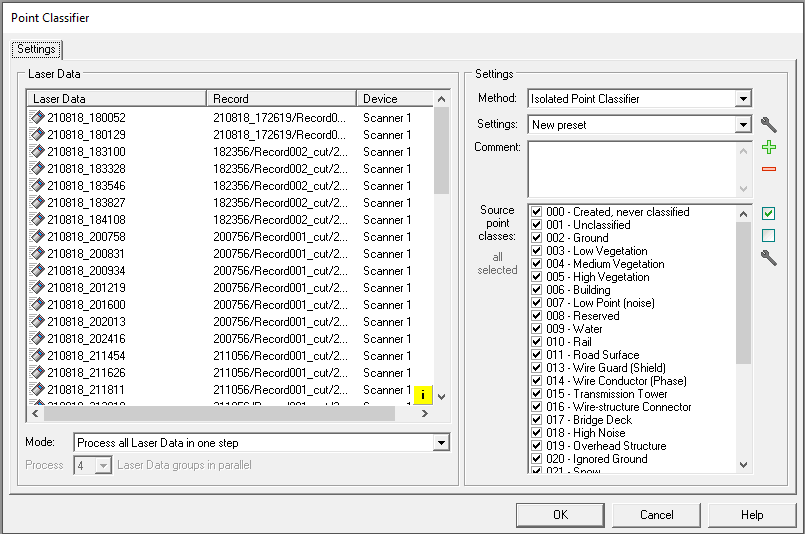 Point Classifier
Settings
Laser Data
Laser Data Record Device
210818_180052 210818_172619/Record0... Scanner 1
210818_180129 210818_172619/Record0... Scanner 1
210818_183100 182356/Record002_cut/2... Scanner 1
210818_183328 182356/Record002_cut/2... Scanner 1
210818_183546 182356/Record002_cut/2... Scanner 1
210818_183827 182356/Record002_cut/2... Scanner 1
210818_184108 182356/Record002_cut/2... Scanner 1
210818_200758 200756/Record001_cut/2... Scanner 1
210818_200831 200756/Record001_cut/2... Scanner 1
210818_200934 200756/Record001_cut/2... Scanner 1
210818_201219 200756/Record001_cut/2... Scanner 1
210818_201600 200756/Record001_cut/2... Scanner 1
210818_202013 200756/Record001_cut/2... Scanner 1
210818_202416 200756/Record001_cut/2... Scanner 1
210818_211454 211056/Record001_cut/2... Scanner 1
210818_211626 211056/Record001_cut/2... Scanner 1
210818_211811 211056/Record001_cut/2... Scanner 1
i
Mode: Process all Laser Data in one step
Process 4 Laser Data groups in parallel
Settings
Method: Isolated Point Classifier
Settings: New preset
Comment:
Source
point
classes:
all
selected
000 - Created, never classified
001 - Unclassified
002 - Ground
003 - Low Vegetation
004 - Medium Vegetation
005 - High Vegetation
006 - Building
007 - Low Point (noise)
008 - Reserved
009 - Water
010 - Rail
011 - Road Surface
013 - Wire Guard (Shield)
014 - Wire Conductor (Phase)
015 - Transmission Tower
016 - Wire-structure Connector
017 - Bridge Deck
018 - High Noise
019 - Overhead Structure
020 - Ignored Ground
021 - Snow
OK
Cancel
Help